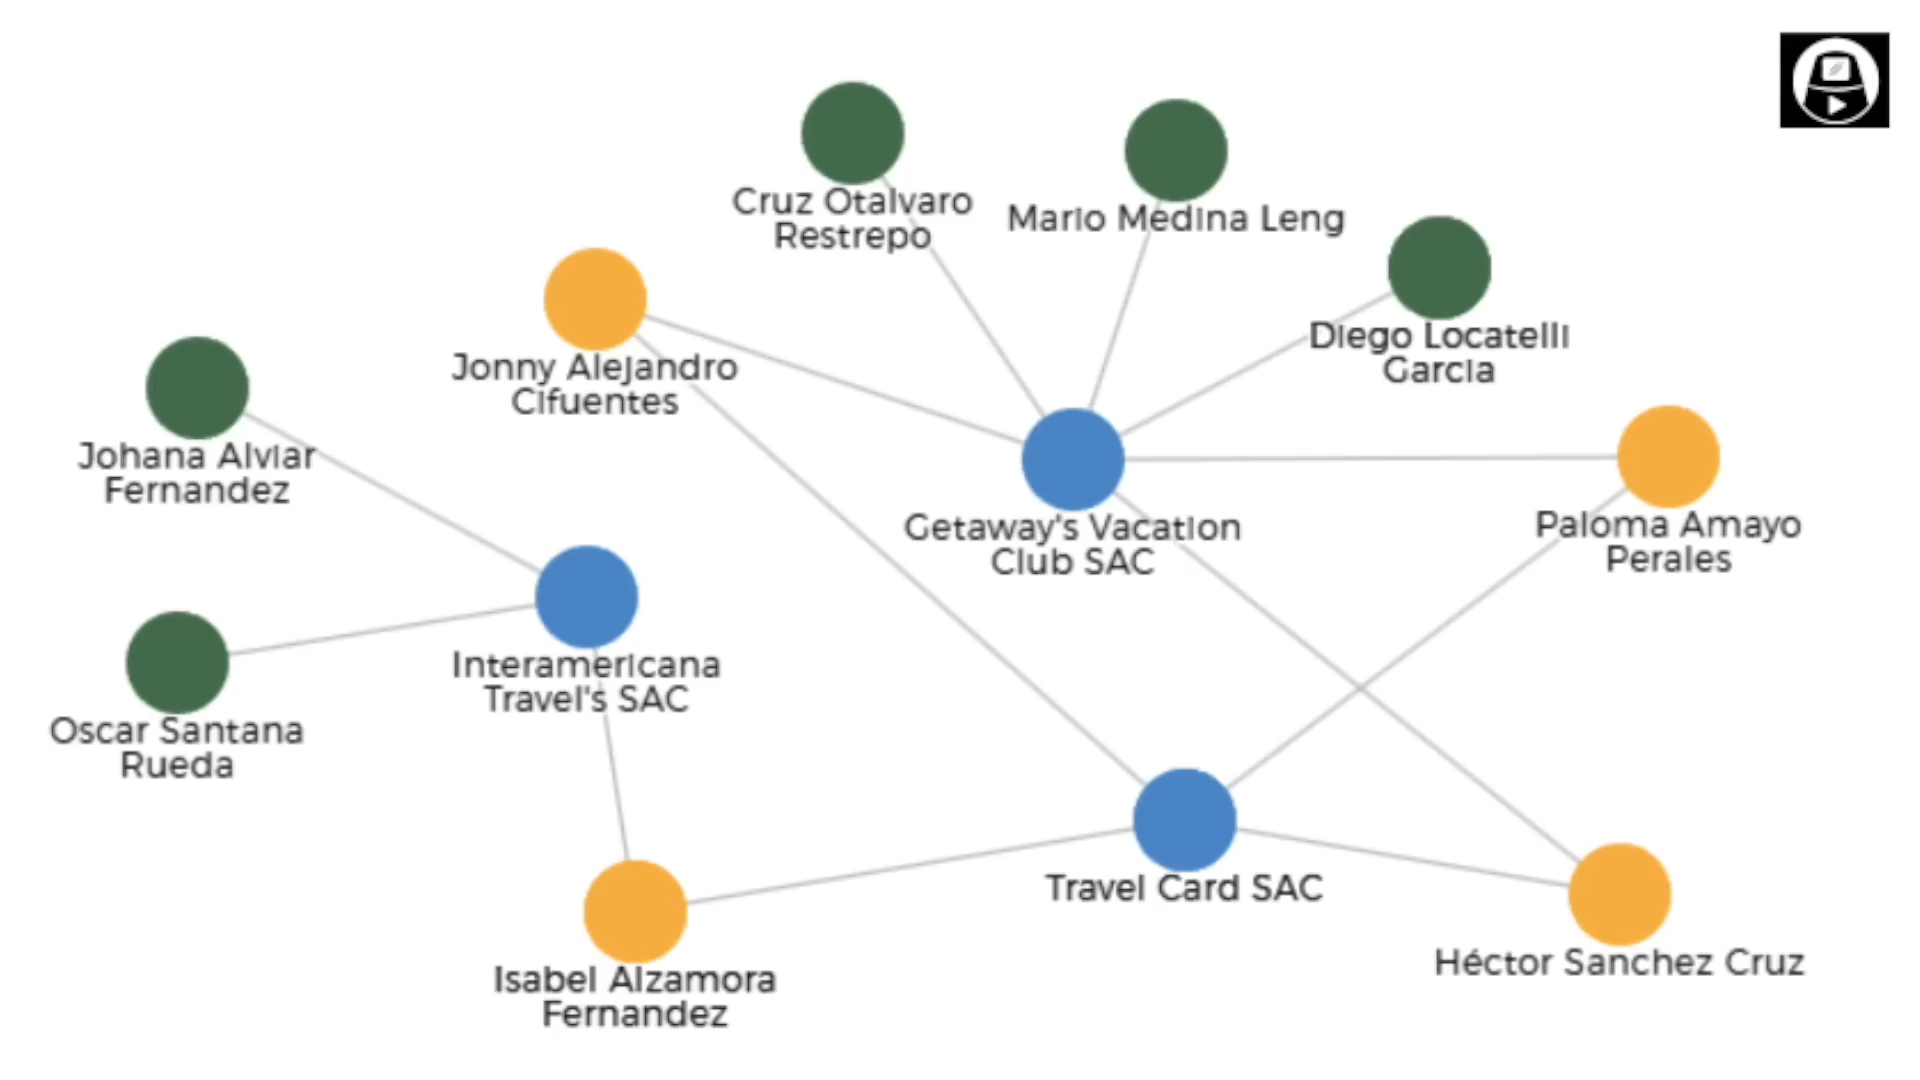 Cruz Otalvaro
Restrepo
Mario Medina Leng
Diego Locatelli
Garcia
Jonny Alejandro
Cifuentes
Johana Alviar
Fernandez
Getaway's Vacation
Club SAC
Paloma Amayo
Perales
Interamericana
Travel's SAC
Oscar Santana
Rueda
Travel Card SAC
Isabel Alzamora
Fernandez
Héctor Sanchez Cruz